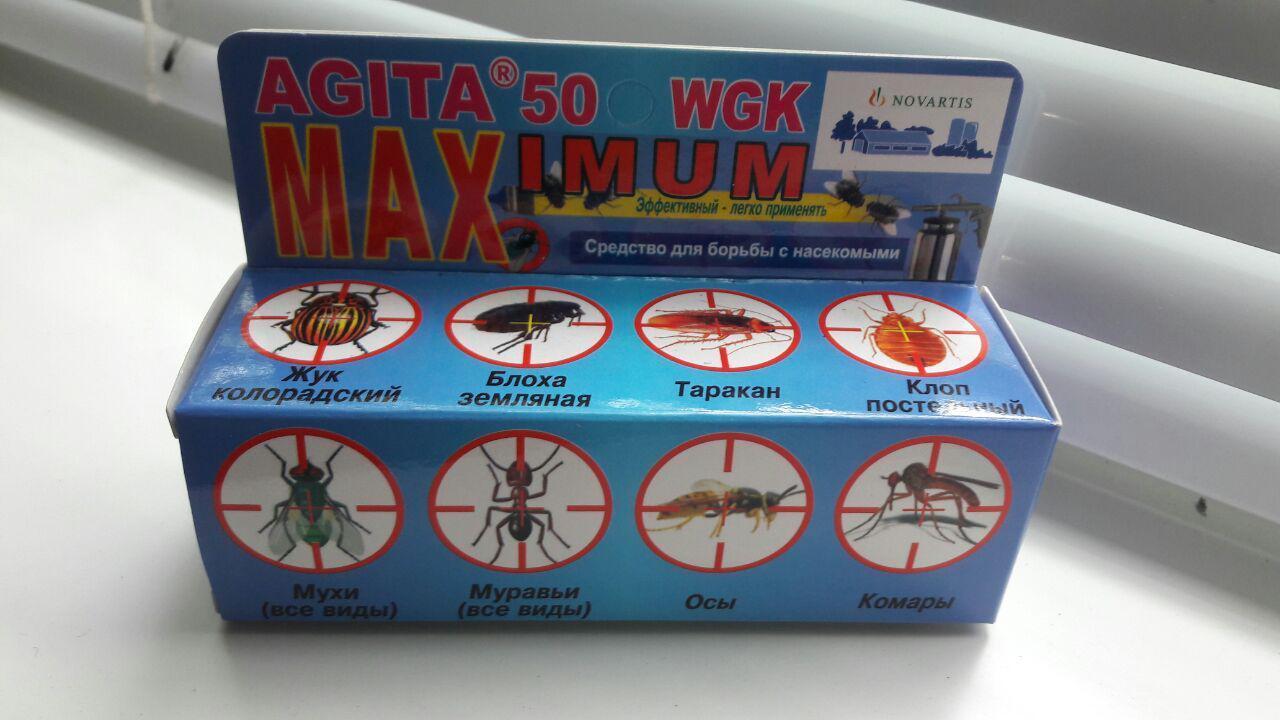 AGITA® 50 WGK
NOVARTIS
MAXIMUM
Эффективный - легко применять
Средство для борьбы с насекомыми
Жук
колорадский
Блоха
земляная
Таракан
Клоп
постельный
Мухи
(все виды)
Муравьи
(все виды)
Осы
Комары